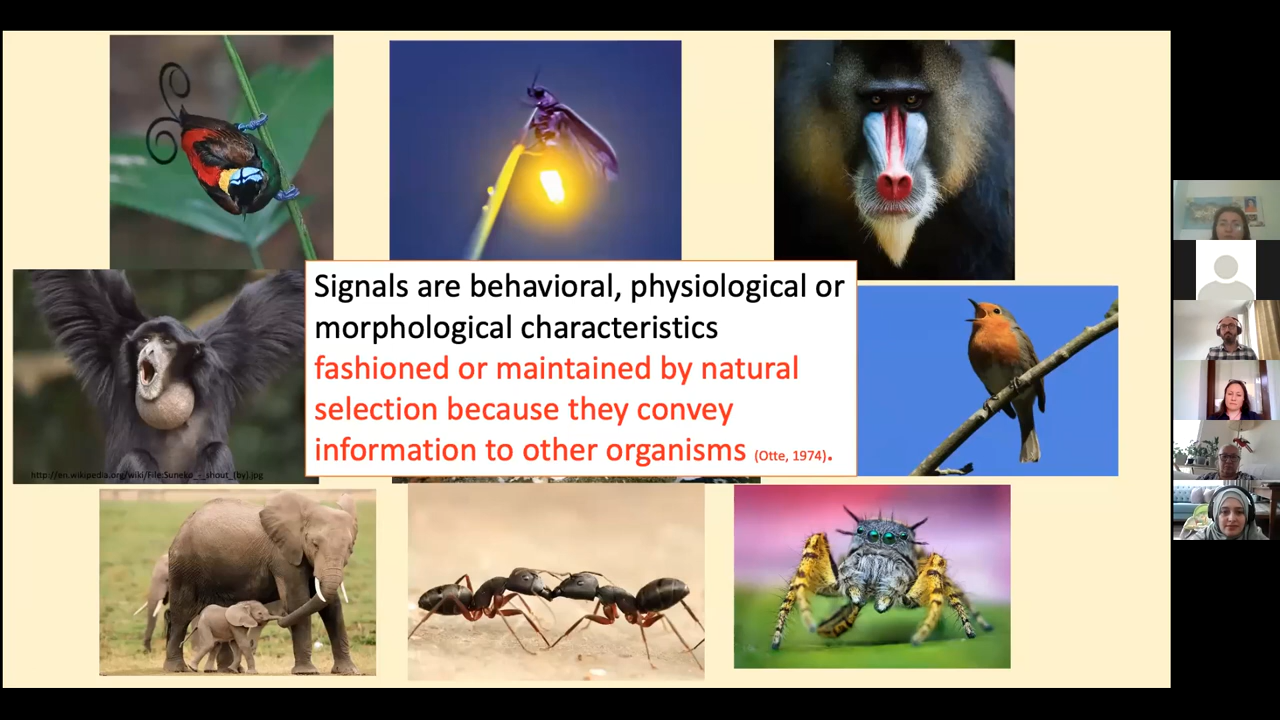 Signals are behavioral, physiological or
morphological characteristics
fashioned or maintained by natural
selection because they convey
information to other organisms (Otte, 1974).
http://en.wikipedia.org/wiki/File:Suneko_-_shout_(by).jpg